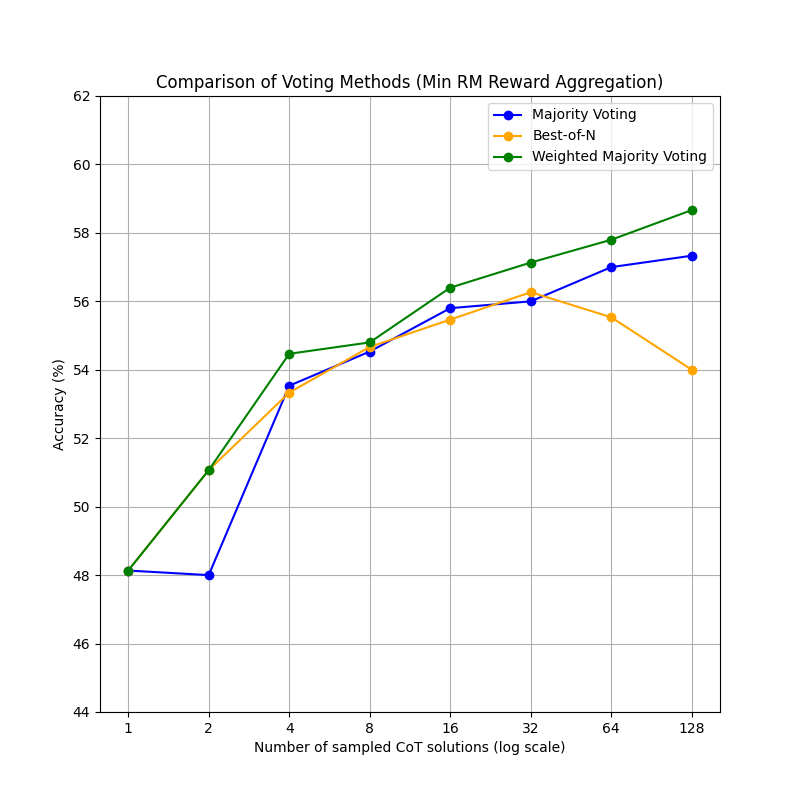 Comparison of Voting Methods (Min RM Reward Aggregation)
Majority Voting
Best-of-N
Weighted Majority Voting
Accuracy (%)
62
60
58
56
54
52
50
48
46
44
1 2 4 8 16 32 64 128
Number of sampled CoT solutions (log scale)